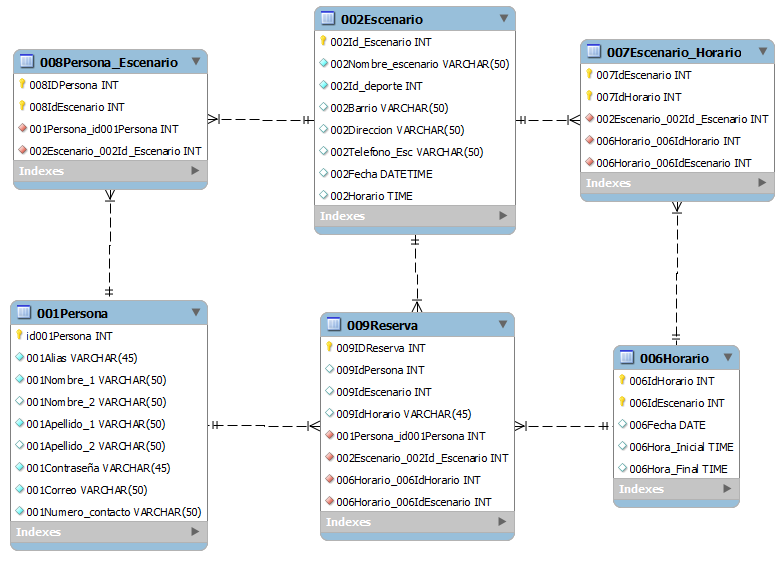 008Persona_Escenario
008IDPersona INT
008IdEscenario INT
001Persona_id001Persona INT
002Escenario_002Id_Escenario INT
Indexes
002Escenario
002Id_Escenario INT
002Nombre_escenario VARCHAR(50)
002Id_deporte INT
002Barrio VARCHAR(50)
002Direccion VARCHAR(50)
002Telefono_Esc VARCHAR(50)
002Fecha DATETIME
002Horario TIME
Indexes
007Escenario_Horario
007IdEscenario INT
007IdHorario INT
002Escenario_002Id_Escenario INT
006Horario_006IdHorario INT
006Horario_006IdEscenario INT
Indexes
001Persona
id001Persona INT
001Alias VARCHAR(45)
001Nombre_1 VARCHAR(50)
001Nombre_2 VARCHAR(50)
001Apellido_1 VARCHAR(50)
001Apellido_2 VARCHAR(50)
001Contraseña VARCHAR(45)
001Correo VARCHAR(50)
001Numero_contacto VARCHAR(50)
Indexes
009Reserva
009IDReserva INT
009IdPersona INT
009IdEscenario INT
009IdHorario VARCHAR(45)
001Persona_id001Persona INT
002Escenario_002Id_Escenario INT
006Horario_006IdHorario INT
006Horario_006IdEscenario INT
Indexes
006Horario
006IdHorario INT
006IdEscenario INT
006Fecha DATE
006Hora_Inicial TIME
006Hora_Final TIME
Indexes